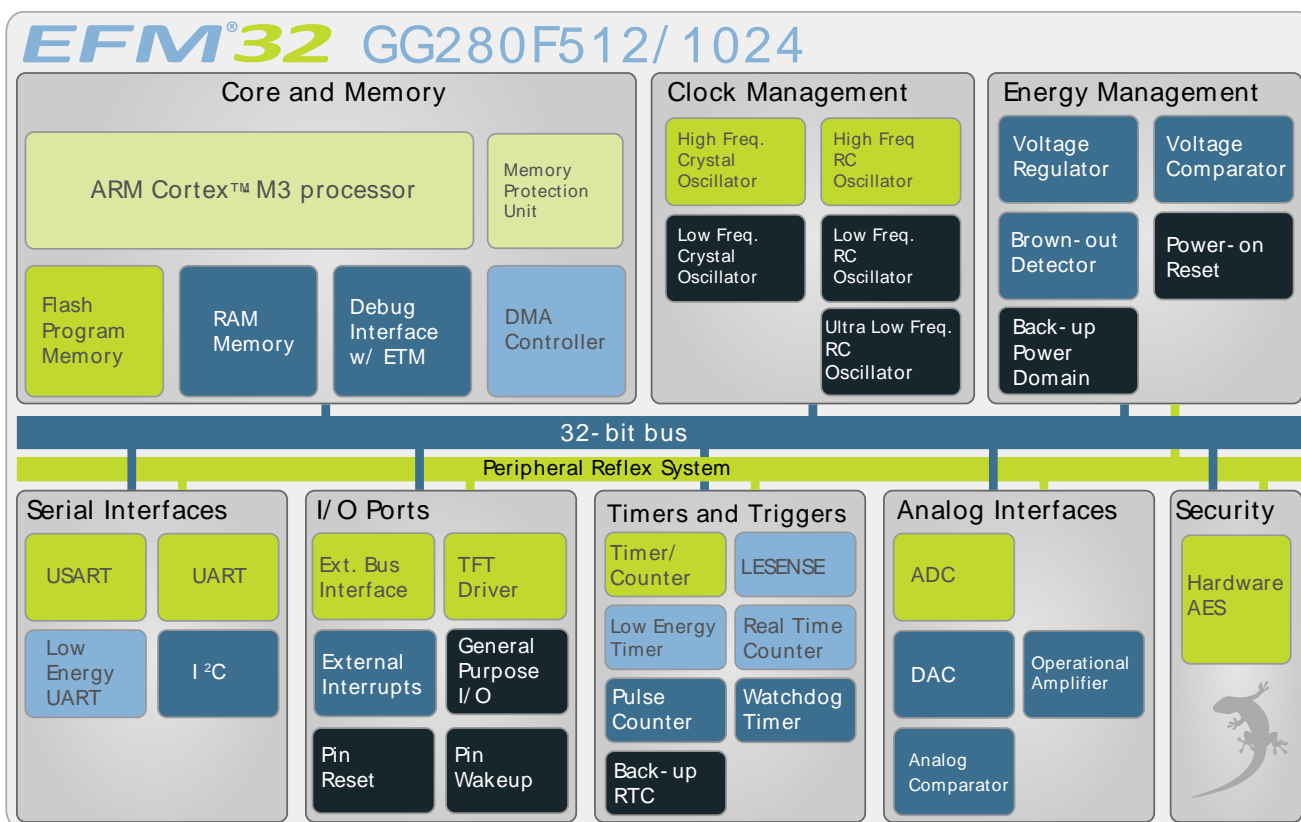 EFM®32 GG280F512/1024
Core and Memory
ARM Cortex™ M3 processor
Memory
Protection
Unit
Flash
Program
Memory
RAM
Memory
Debug
Interface
w/ ETM
DMA
Controller
Clock Management
High Freq.
Crystal
Oscillator
High Freq
RC
Oscillator
Low Freq.
Crystal
Oscillator
Low Freq.
RC
Oscillator
Ultra Low Freq.
RC
Oscillator
Energy Management
Voltage
Regulator
Voltage
Comparator
Brown-out
Detector
Power-on
Reset
Back-up
Power
Domain
32-bit bus
Peripheral Reflex System
Serial Interfaces
USART
UART
Low
Energy
UART
I²C
I/O Ports
Ext. Bus
Interface
TFT
Driver
External
Interrupts
General
Purpose
I/O
Pin
Reset
Pin
Wakeup
Timers and Triggers
Timer/
Counter
LESENSE
Low Energy
Timer
Real Time
Counter
Pulse
Counter
Watchdog
Timer
Back-up
RTC
Analog Interfaces
ADC
DAC
Operational
Amplifier
Analog
Comparator
Security
Hardware
AES